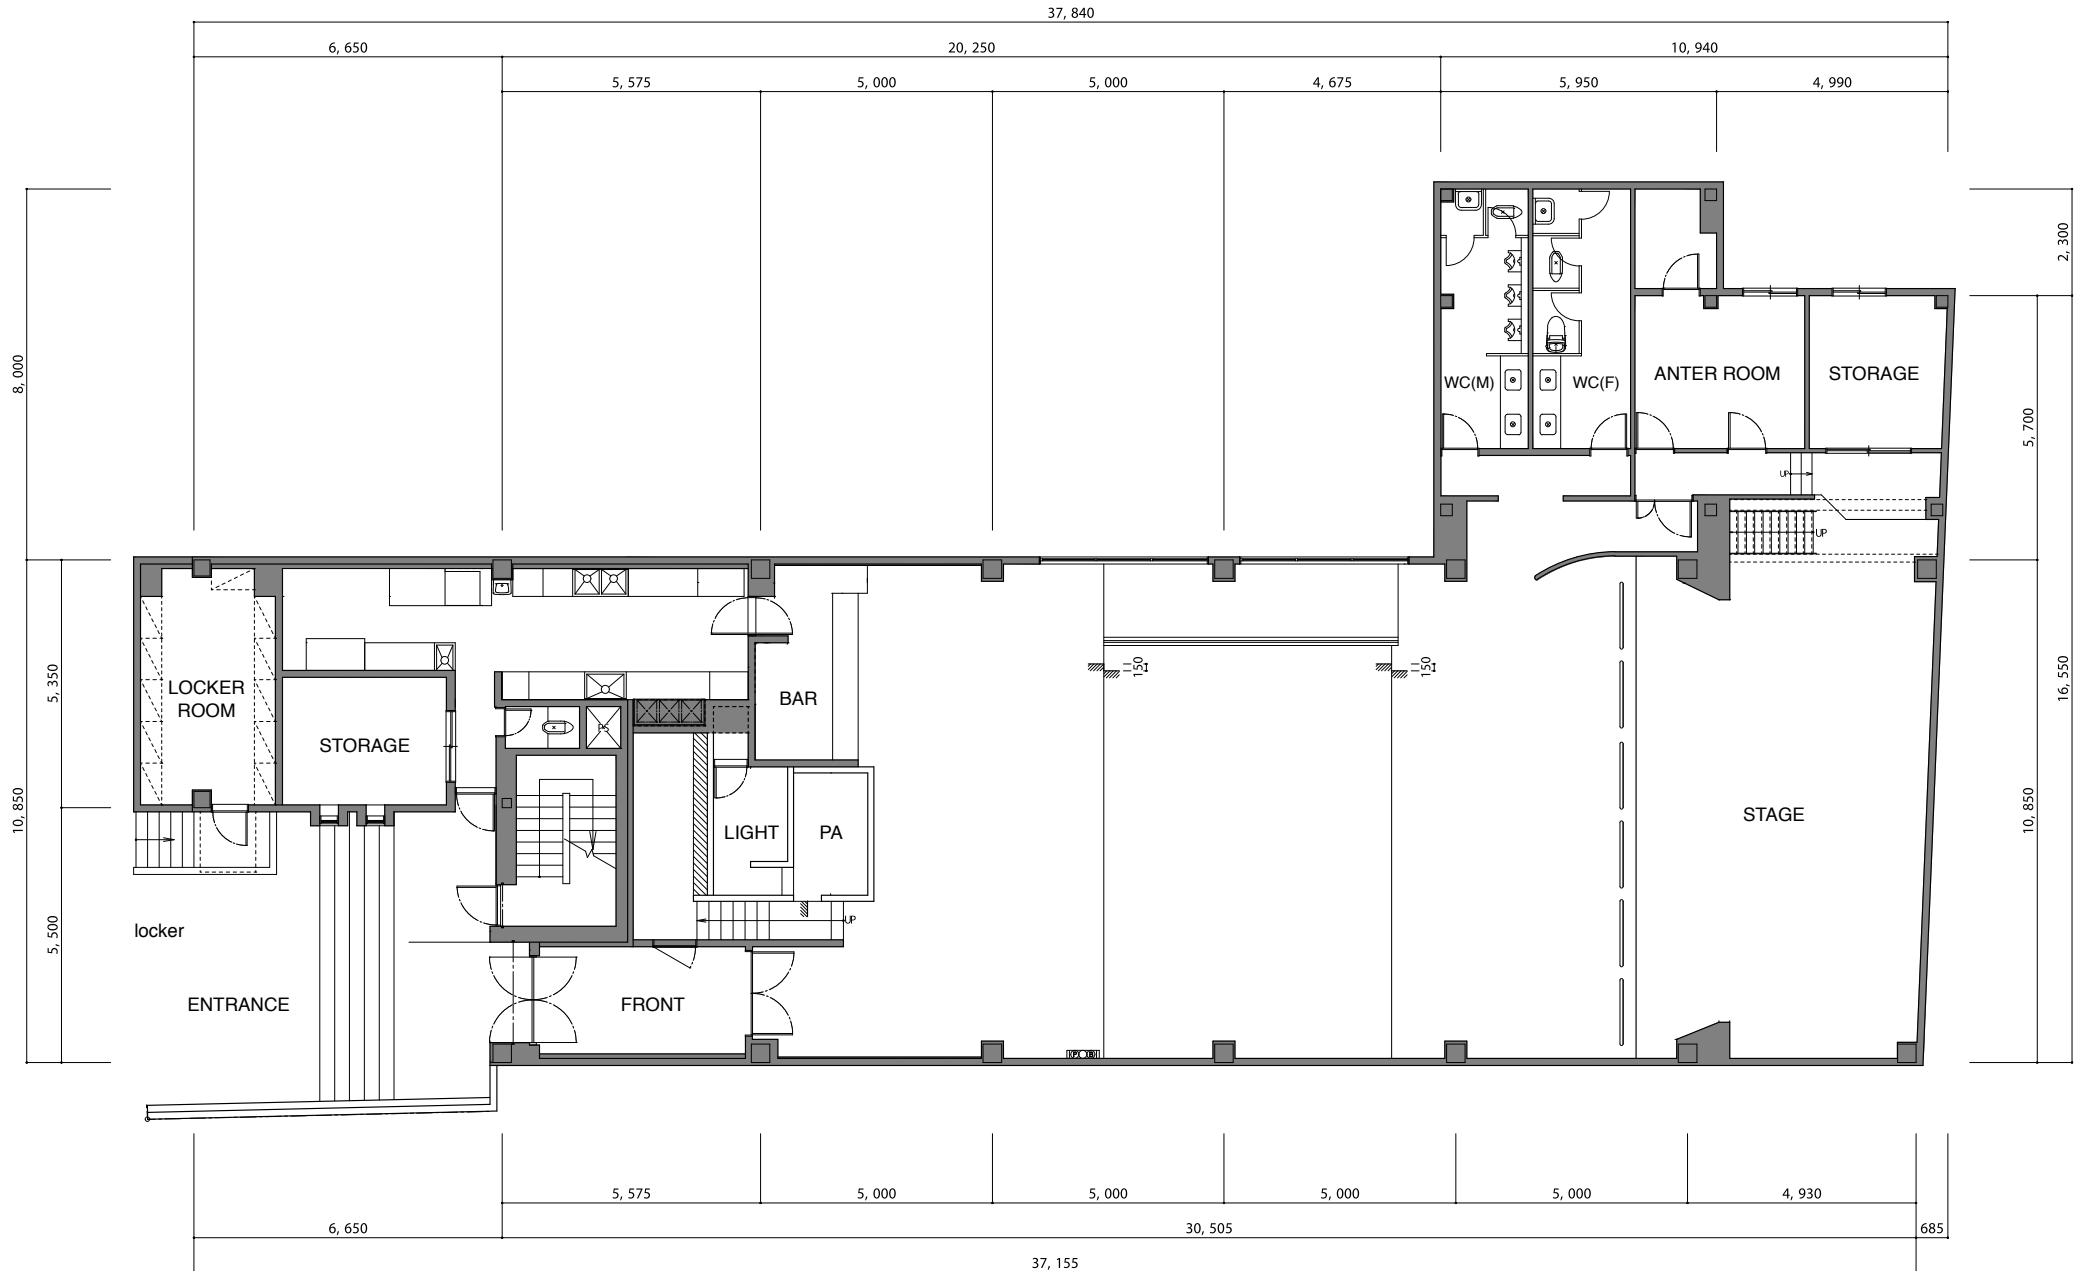 37, 840
6, 650
20, 250
10, 940
5, 575
5, 000
5, 000
4, 675
5, 950
4, 990
2, 300
8, 000
WC(M)
WC(F)
ANTER ROOM
STORAGE
5, 700
UP
UP
5, 350
LOCKER
ROOM
150
150
BAR
16, 550
PS
STORAGE
10, 850
LIGHT
PA
STAGE
10, 850
UP
locker
5, 500
ENTRANCE
FRONT
5, 575
5, 000
5, 000
5, 000
5, 000
4, 930
6, 650
30, 505
685
37, 155